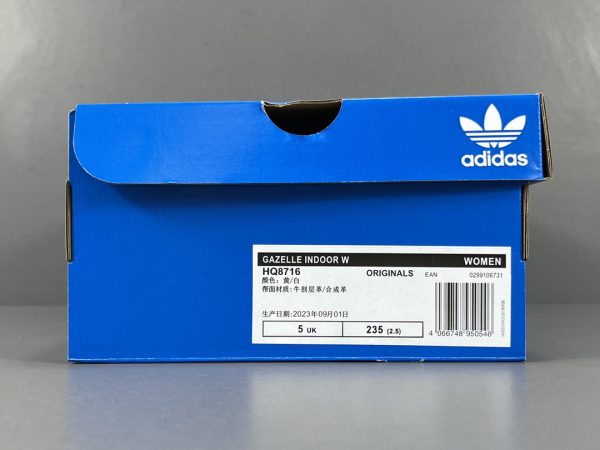 adidas
GAZELLE INDOOR W WOMEN
HQ8716 ORIGINALS EAN 0299106731
颜色: 黄/白
帮面材质: 牛剖层革/合成革
生产日期:2023年09月01日
5 UK 235 (2.5)
4 066748 950546